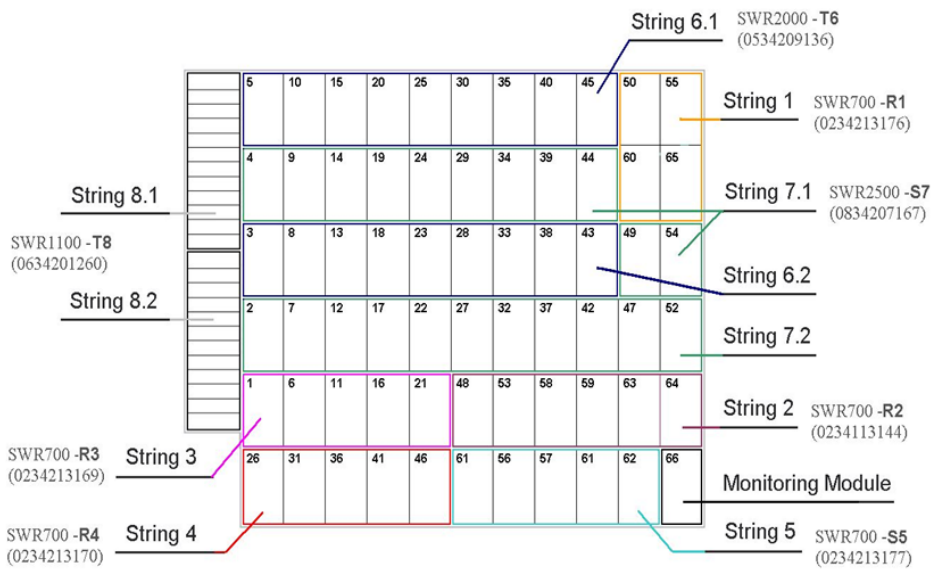 String 6.1
SWR2000 -T6
(0534209136)
5 10 15 20 25 30 35 40 45 50 55
String 1
SWR700 -R1
(0234213176)
4 9 14 19 24 29 34 39 44 60 65
String 8.1
String 7.1
SWR2500 -S7
(0834207167)
SWR1100 -T8
(0634201260)
3 8 13 18 23 28 33 38 43 49 54
String 6.2
String 8.2
2 7 12 17 22 27 32 37 42 47 52
String 7.2
1 6 11 16 21 48 53 58 59 63 64
String 2
SWR700 -R2
(0234113144)
SWR700 -R3
(0234213169)
String 3
26 31 36 41 46 61 56 57 61 62 66
Monitoring Module
SWR700 -R4
(0234213170)
String 4
String 5
SWR700 -S5
(0234213177)